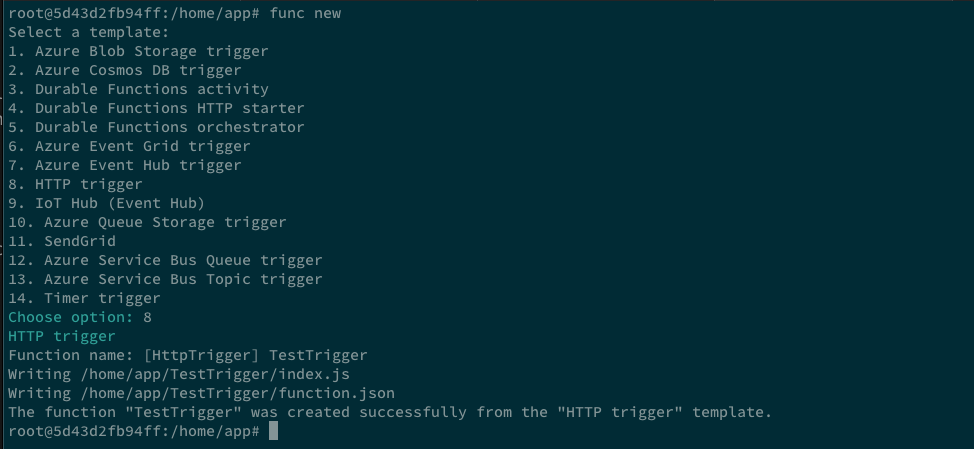 root@5d43d2fb94ff:/home/app# func new
Select a template:
1. Azure Blob Storage trigger
2. Azure Cosmos DB trigger
3. Durable Functions activity
4. Durable Functions HTTP starter
5. Durable Functions orchestrator
6. Azure Event Grid trigger
7. Azure Event Hub trigger
8. HTTP trigger
9. IoT Hub (Event Hub)
10. Azure Queue Storage trigger
11. SendGrid
12. Azure Service Bus Queue trigger
13. Azure Service Bus Topic trigger
14. Timer trigger
Choose option: 8
HTTP trigger
Function name: [HttpTrigger] TestTrigger
Writing /home/app/TestTrigger/index.js
Writing /home/app/TestTrigger/function.json
The function "TestTrigger" was created successfully from the "HTTP trigger" template.
root@5d43d2fb94ff:/home/app#